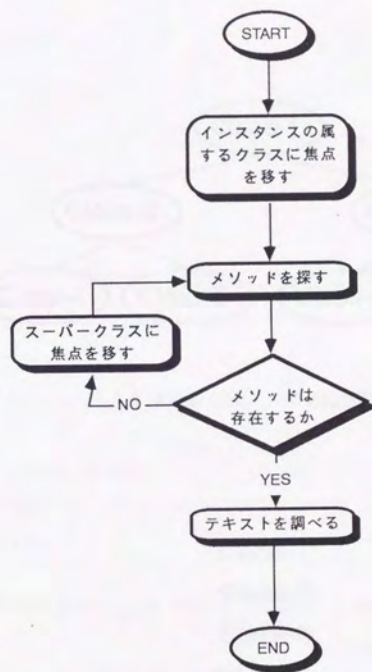 START
インスタンスの属
するクラスに焦点
を移す
メソッドを探す
スーパークラスに
焦点を移す
メソッドは
存在するか
NO
YES
テキストを調べる
END